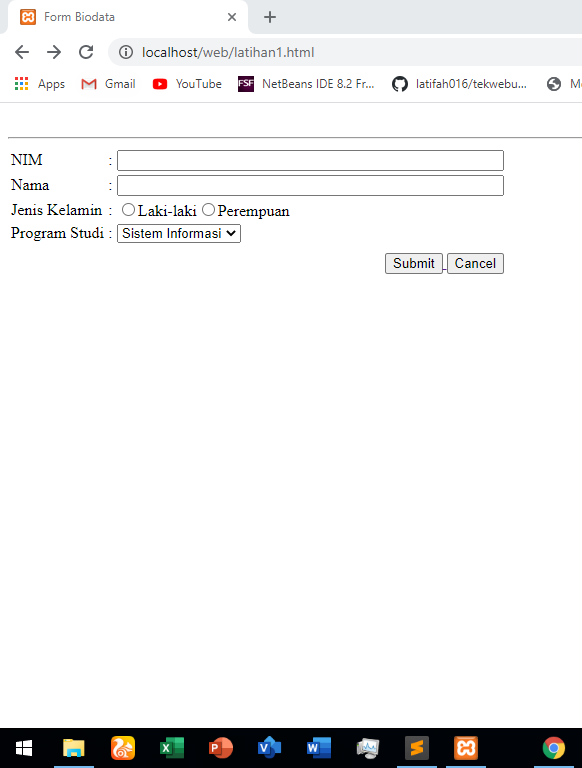 Form Biodata
localhost/web/latihan1.html
Apps Gmail YouTube FSF NetBeans IDE 8.2 Fr... latifah016/tekwebu...
NIM :
Nama :
Jenis Kelamin : Laki-laki Perempuan
Program Studi : Sistem Informasi
Submit Cancel